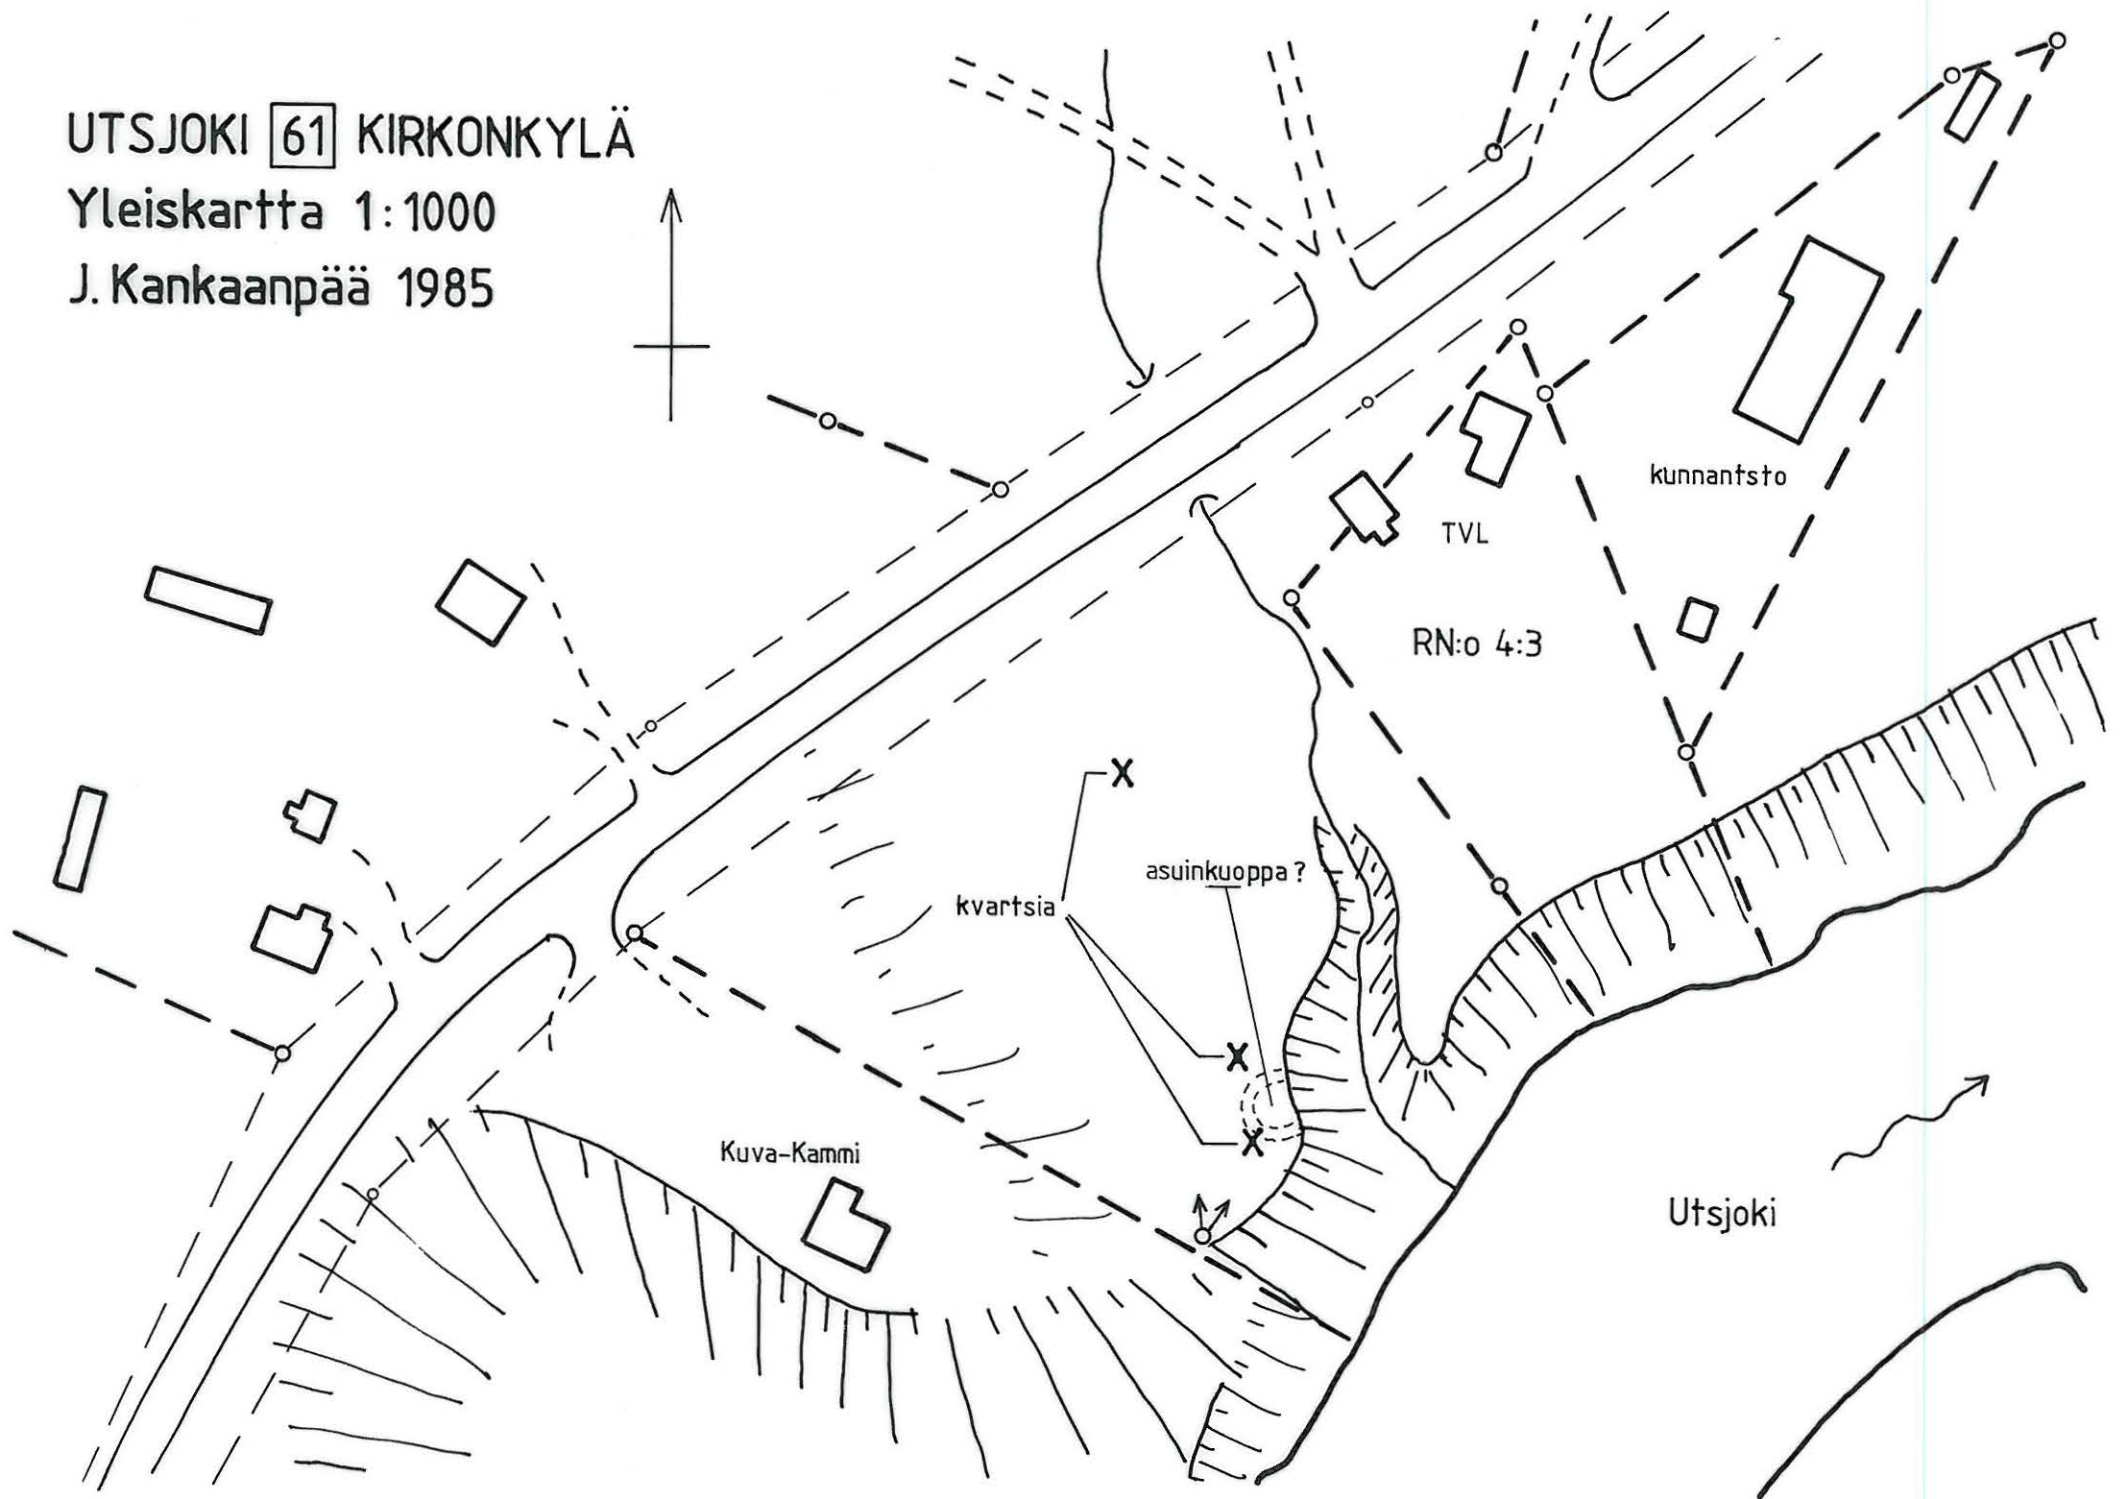 UTSJOKI 61 KIRKONKYLÄ
Yleiskartta 1:1000
J. Kankaanpää 1985
kunnantsto
TVL
RN:o 4:3
asuinkuoppa?
kvartsia
Kuva-Kammi
Utsjoki